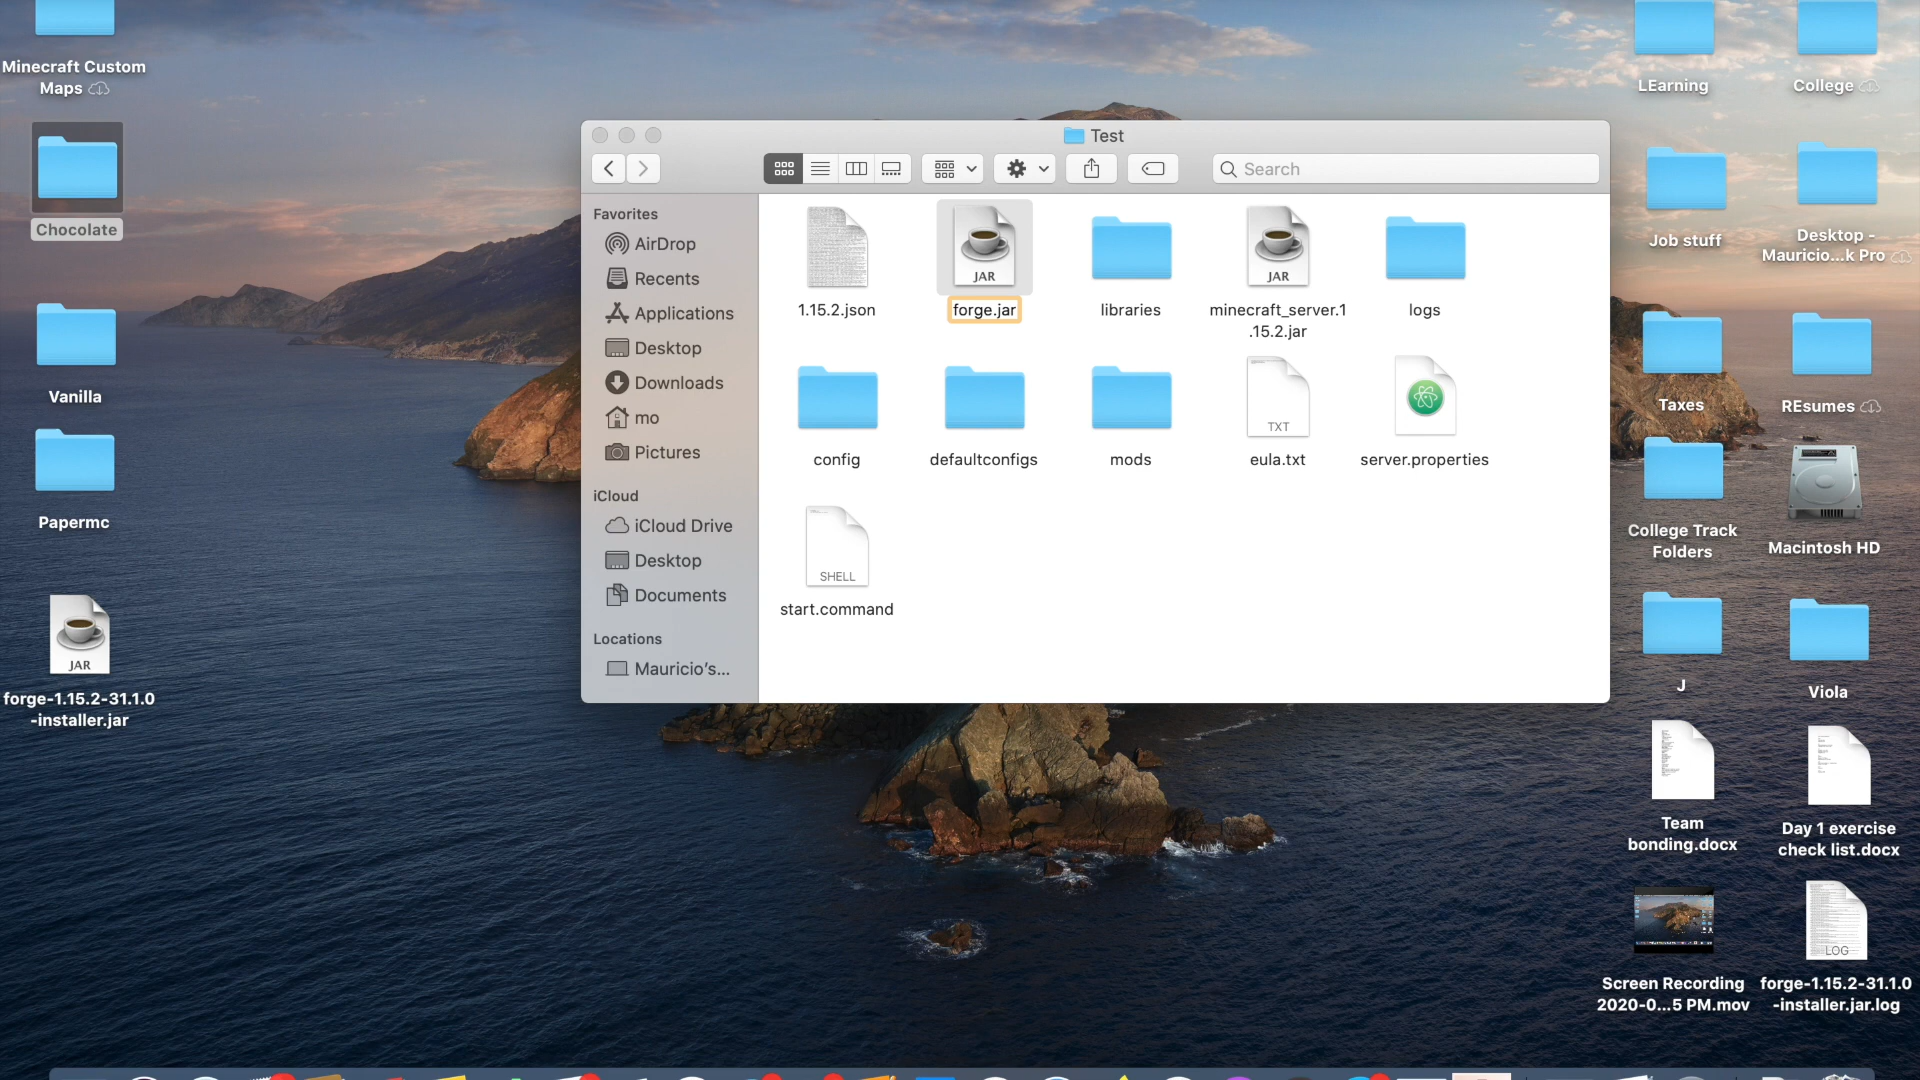 Minecraft Custom
Maps
Chocolate
Vanilla
Papermc
JAR
forge-1.15.2-31.1.0
-installer.jar
Test
Search
Favorites
AirDrop
Recents
Applications
Desktop
Downloads
mo
Pictures
iCloud
iCloud Drive
Desktop
Documents
Locations
Mauricio’s...
1.15.2.json
JAR
forge.jar
libraries
JAR
minecraft_server.1
.15.2.jar
logs
config
defaultconfigs
mods
TXT
eula.txt
server.properties
SHELL
start.command
LEarning
College
Job stuff
Desktop -
Mauricio...k Pro
Taxes
REsumes
College Track
Folders
Macintosh HD
J
Viola
Team
bonding.docx
Day 1 exercise
check list.docx
Screen Recording
2020-0...5 PM.mov
LOG
forge-1.15.2-31.1.0
-installer.jar.log